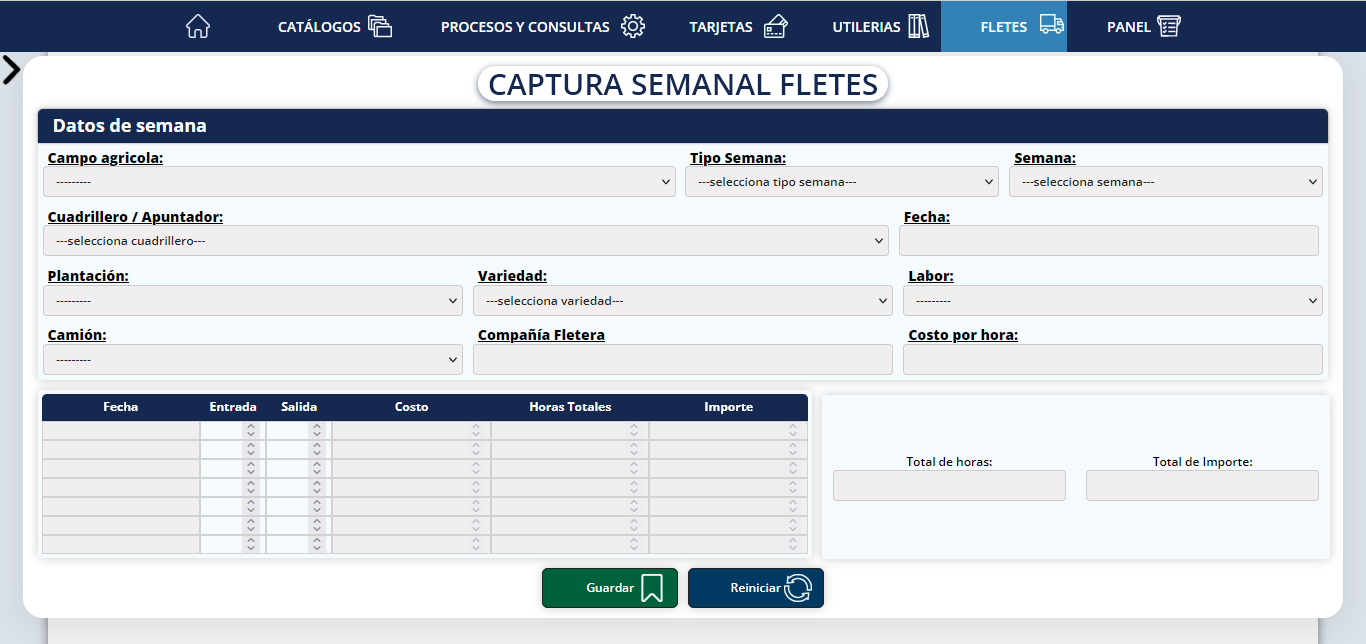 CATÁLOGOS PROCESOS Y CONSULTAS TARJETAS UTILERIAS FLETES PANEL
CAPTURA SEMANAL FLETES
Datos de semana
Campo agricola: Tipo Semana: Semana:
--------- ---selecciona tipo semana--- ---selecciona semana---
Cuadrillero / Apuntador: Fecha:
---selecciona cuadrillero---
Plantación: Variedad: Labor:
--------- ---selecciona variedad--- ---------
Camión: Compañía Fletera Costo por hora:
---------
Fecha Entrada Salida Costo Horas Totales Importe
Total de horas: Total de Importe:
Guardar Reiniciar